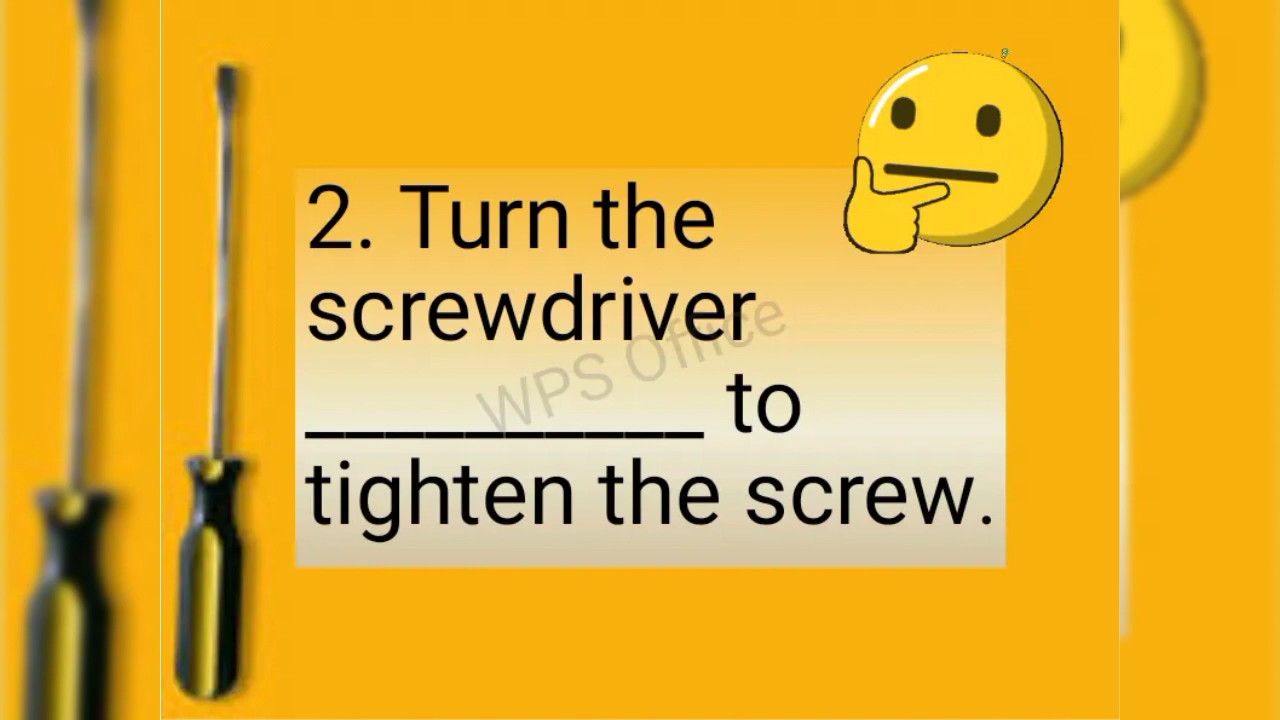 2. Turn the
screwdriver
__________ to
tighten the screw.
WPS Office